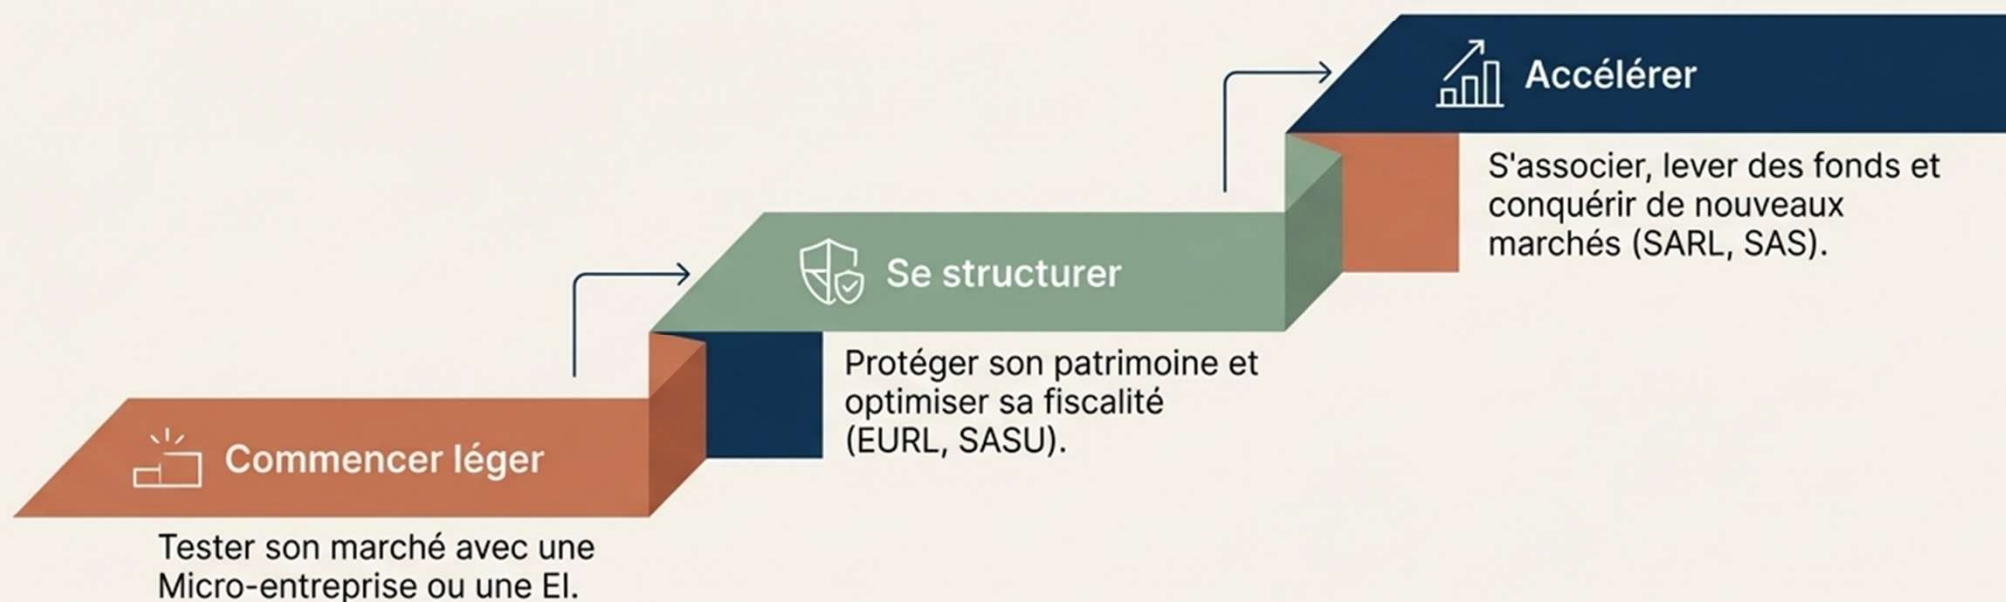 Commencer léger
Tester son marché avec une
Micro-entreprise ou une EI.
Se structurer
Protéger son patrimoine et
optimiser sa fiscalité
(EURL, SASU).
Accélérer
S'associer, lever des fonds et
conquérir de nouveaux
marchés (SARL, SAS).